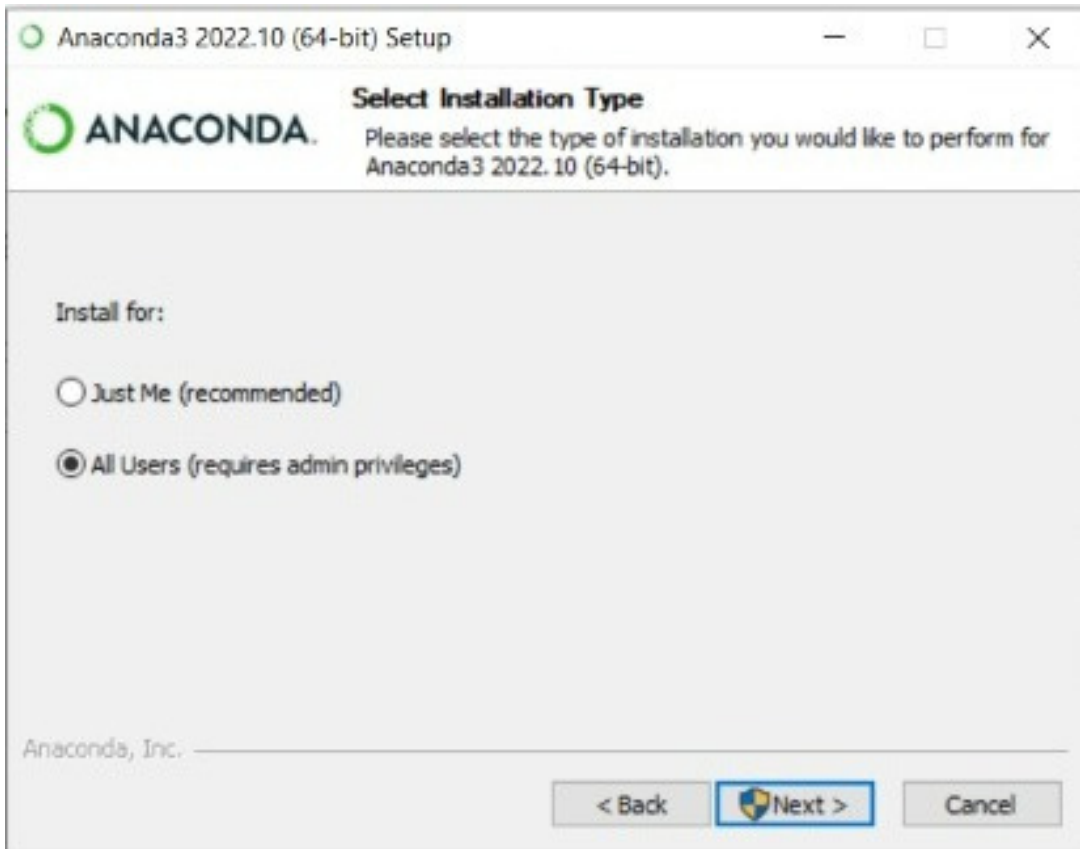 Anaconda3 2022.10 (64-bit) Setup
ANACONDA.
Select Installation Type
Please select the type of installation you would like to perform for
Anaconda3 2022.10 (64-bit).
Install for:
Just Me (recommended)
All Users (requires admin privileges)
Anaconda, Inc.
< Back
Next >
Cancel